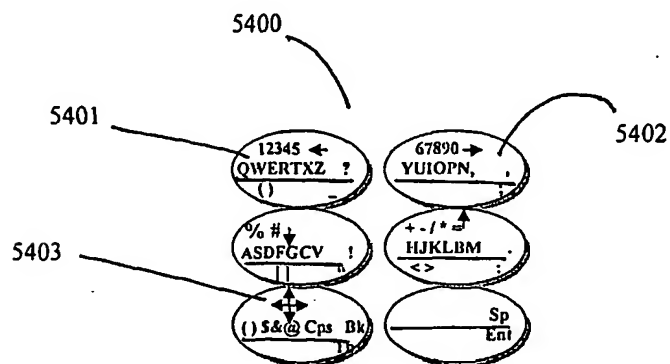 5400
5401
5402
12345 ←
QWERTXZ ?
( ) _
67890 →
YUIOPN, '
;
% # ↓
ASDFGCV !
+ - / * = ↑
HJKLBM .
< > :
5403
( ) $ & @ Cps Bk
Sp
Ent